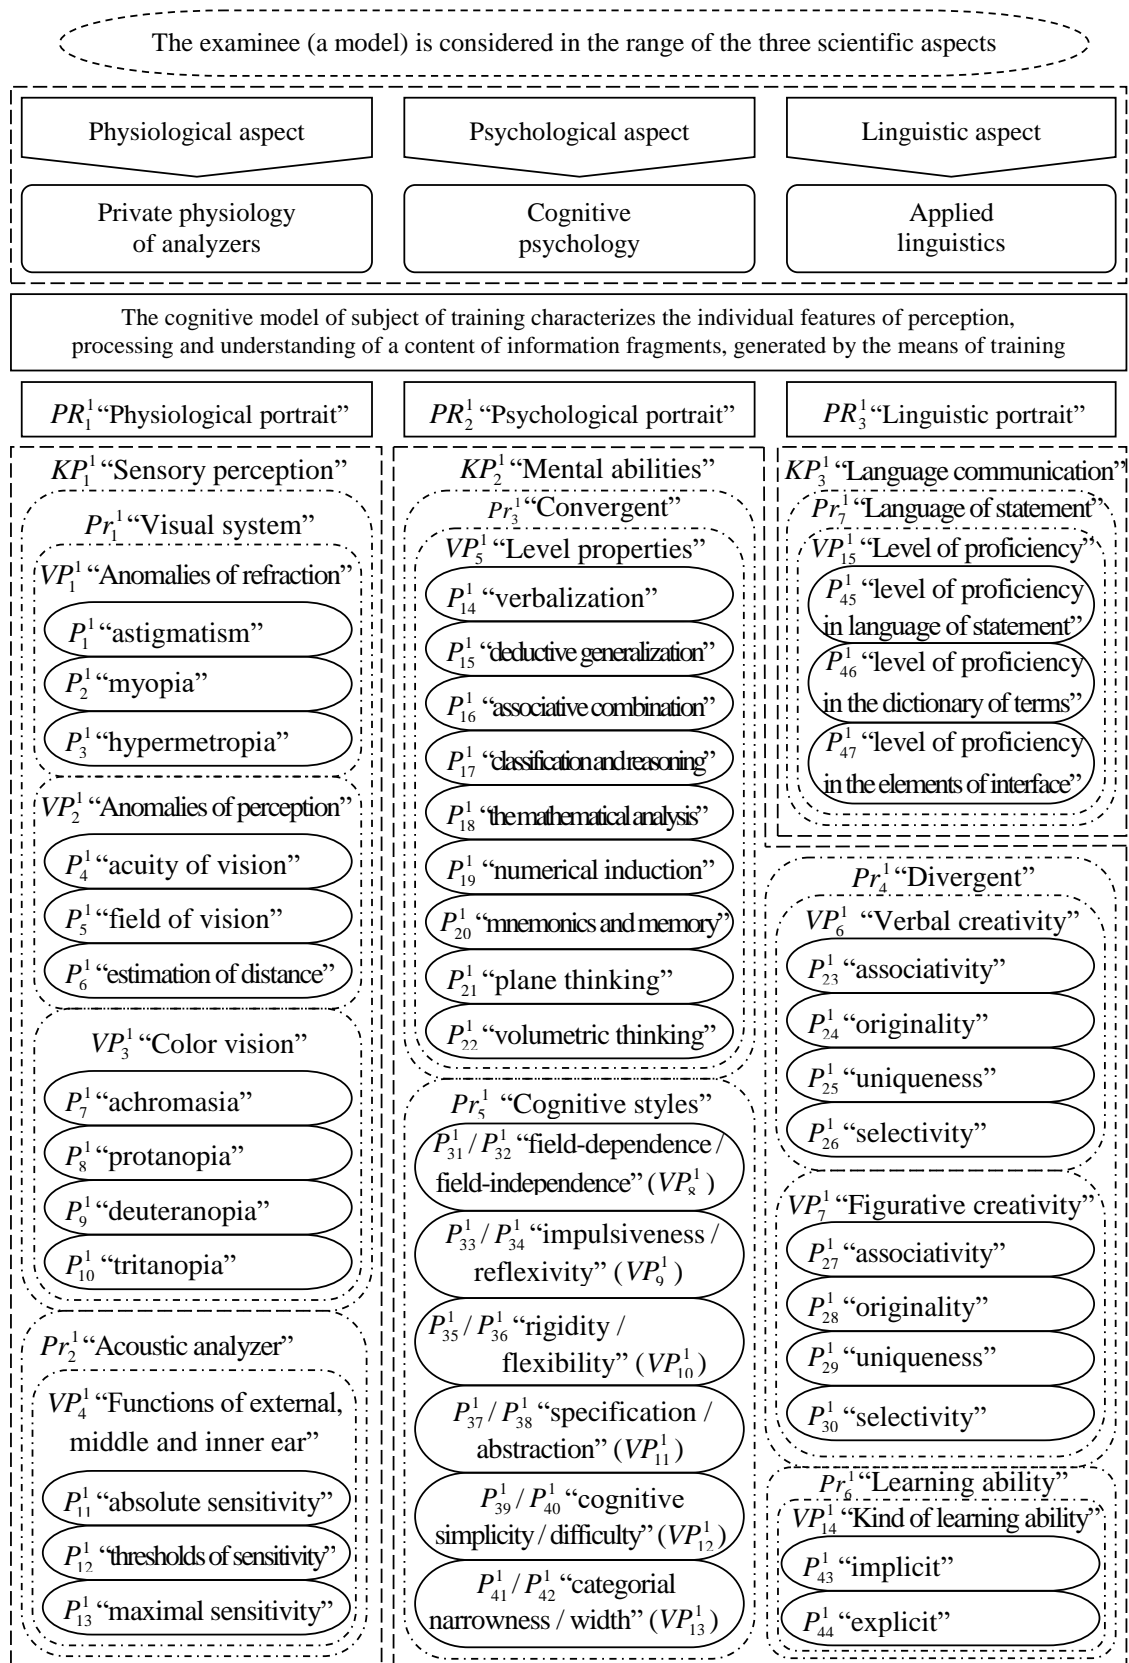 The examinee (a model) is considered in the range of the three scientific aspects
Physiological aspect
Psychological aspect
Linguistic aspect
Private physiology
of analyzers
Cognitive
psychology
Applied
linguistics
The cognitive model of subject of training characterizes the individual features of perception,
processing and understanding of a content of information fragments, generated by the means of training
PR₁¹ “Physiological portrait”
PR₂¹ “Psychological portrait”
PR₃¹ “Linguistic portrait”
KP₁¹ “Sensory perception”
Pr₁¹ “Visual system”
VP₁¹ “Anomalies of refraction”
P₁¹ “astigmatism”
P₂¹ “myopia”
P₃¹ “hypermetropia”
VP₂¹ “Anomalies of perception”
P₄¹ “acuity of vision”
P₅¹ “field of vision”
P₆¹ “estimation of distance”
VP₃¹ “Color vision”
P₇¹ “achromasia”
P₈¹ “protanopia”
P₉¹ “deuteranopia”
P₁₀¹ “tritanopia”
Pr₂¹ “Acoustic analyzer”
VP₄¹ “Functions of external,
middle and inner ear”
P₁₁¹ “absolute sensitivity”
P₁₂¹ “thresholds of sensitivity”
P₁₃¹ “maximal sensitivity”
KP₂¹ “Mental abilities”
Pr₃¹ “Convergent”
VP₅¹ “Level properties”
P₁₄¹ “verbalization”
P₁₅¹ “deductive generalization”
P₁₆¹ “associative combination”
P₁₇¹ “classification and reasoning”
P₁₈¹ “the mathematical analysis”
P₁₉¹ “numerical induction”
P₂₀¹ “mnemonics and memory”
P₂₁¹ “plane thinking”
P₂₂¹ “volumetric thinking”
Pr₅¹ “Cognitive styles”
P₃₁¹ / P₃₂¹ “field-dependence /
field-independence” (VP₈¹)
P₃₃¹ / P₃₄¹ “impulsiveness /
reflexivity” (VP₉¹)
P₃₅¹ / P₃₆¹ “rigidity /
flexibility” (VP₁₀¹)
P₃₇¹ / P₃₈¹ “specification /
abstraction” (VP₁₁¹)
P₃₉¹ / P₄₀¹ “cognitive
simplicity / difficulty” (VP₁₂¹)
P₄₁¹ / P₄₂¹ “categorial
narrowness / width” (VP₁₃¹)
KP₃¹ “Language communication”
Pr₇¹ “Language of statement”
VP₁₅¹ “Level of proficiency”
P₄₅¹ “level of proficiency
in language of statement”
P₄₆¹ “level of proficiency
in the dictionary of terms”
P₄₇¹ “level of proficiency
in the elements of interface”
Pr₄¹ “Divergent”
VP₆¹ “Verbal creativity”
P₂₃¹ “associativity”
P₂₄¹ “originality”
P₂₅¹ “uniqueness”
P₂₆¹ “selectivity”
VP₇¹ “Figurative creativity”
P₂₇¹ “associativity”
P₂₈¹ “originality”
P₂₉¹ “uniqueness”
P₃₀¹ “selectivity”
Pr₆¹ “Learning ability”
VP₁₄¹ “Kind of learning ability”
P₄₃¹ “implicit”
P₄₄¹ “explicit”